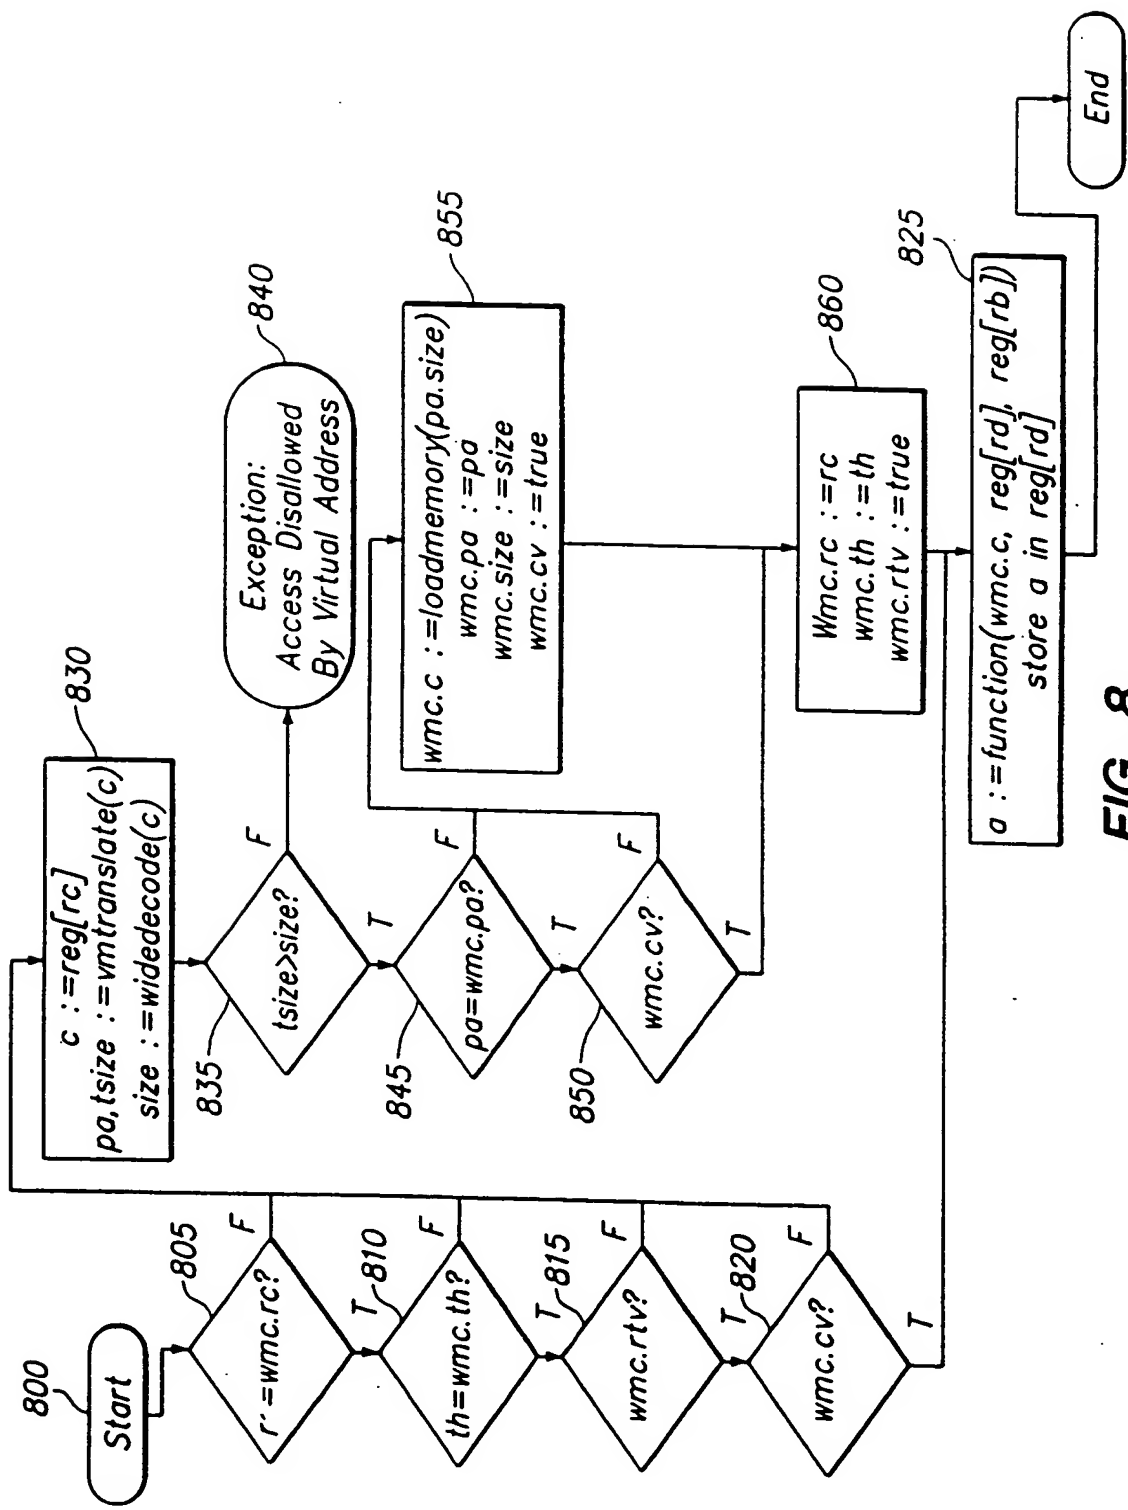 800
Start
805
r'=wmc.rc?
F
T
810
th=wmc.th?
F
T
815
wmc.rtv?
F
T
820
wmc.cv?
F
T
830
c :=reg[rc]
pa,tsize :=vmtranslate(c)
size :=widedecode(c)
835
tsize>size?
F
T
840
Exception:
Access Disallowed
By Virtual Address
845
pa=wmc.pa?
F
T
850
wmc.cv?
F
T
855
wmc.c :=loadmemory(pa.size)
wmc.pa :=pa
wmc.size :=size
wmc.cv :=true
860
Wmc.rc :=rc
wmc.th :=th
wmc.rtv :=true
825
a :=function(wmc.c, reg[rd], reg[rb])
store a in reg[rd]
End
FIG. 8